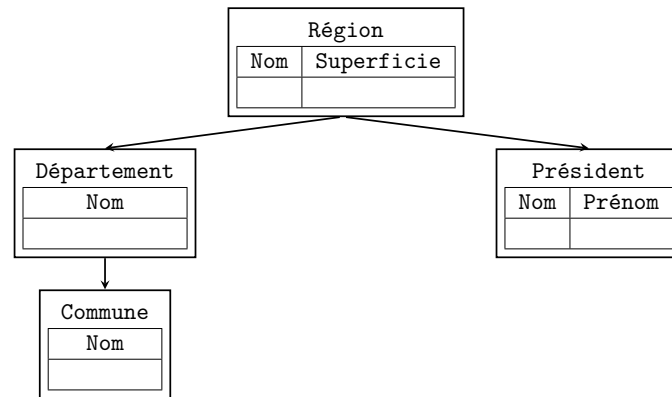 Région
Nom Superficie
Département
Nom
Président
Nom Prénom
Commune
Nom